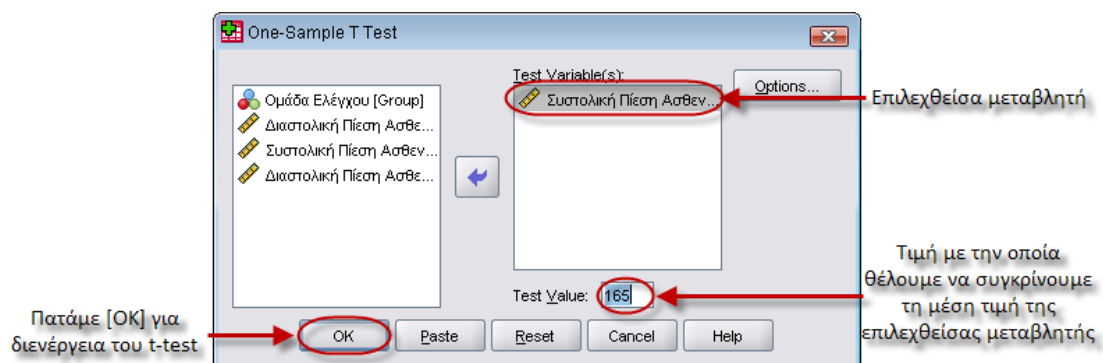 One-Sample T Test
Test Variable(s):
Ομάδα Ελέγχου [Group]
Διαστολική Πίεση Ασθε...
Συστολική Πίεση Ασθεν...
Διαστολική Πίεση Ασθε...
Συστολική Πίεση Ασθεν...
Options...
Επιλεχθείσα μεταβλητή
Test Value: 165
Τιμή με την οποία
θέλουμε να συγκρίνουμε
τη μέση τιμή της
επιλεχθείσας μεταβλητής
Πατάμε [OK] για
διενέργεια του t-test
OK
Paste
Reset
Cancel
Help